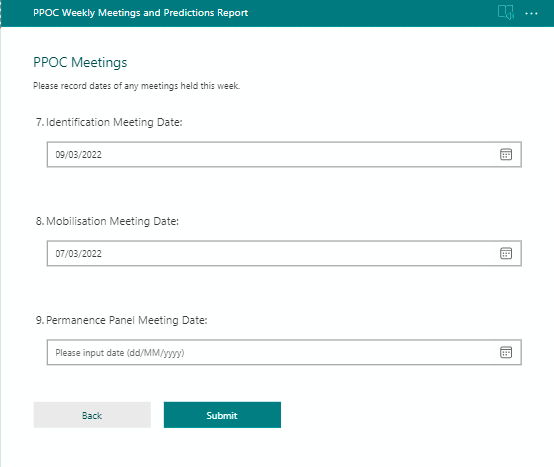 PPOC Weekly Meetings and Predictions Report
PPOC Meetings
Please record dates of any meetings held this week.
7. Identification Meeting Date:
09/03/2022
8. Mobilisation Meeting Date:
07/03/2022
9. Permanence Panel Meeting Date:
Please input date (dd/MM/yyyy)
Back Submit